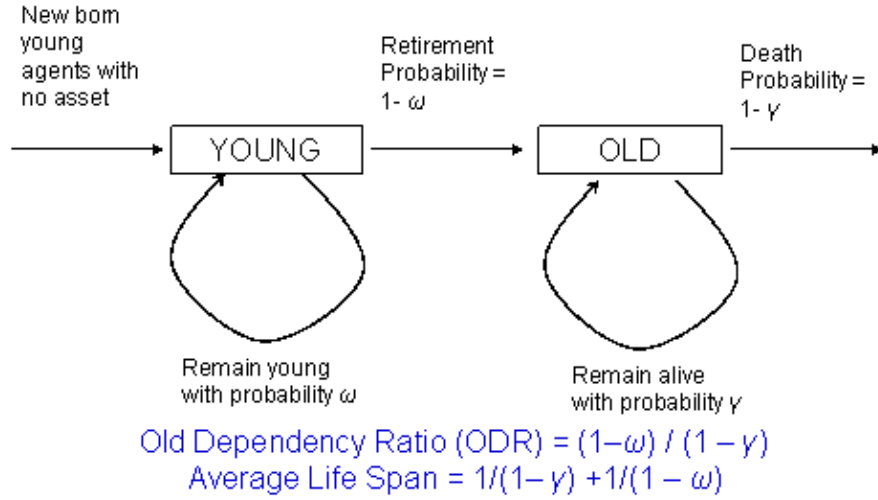 New born
young
agents with
no asset
Retirement
Probability =
1- ω
Death
Probability =
1- γ
YOUNG
OLD
Remain young
with probability ω
Remain alive
with probability γ
Old Dependency Ratio (ODR) = (1–ω) / (1 – γ)
Average Life Span = 1/(1– γ) +1/(1 – ω)